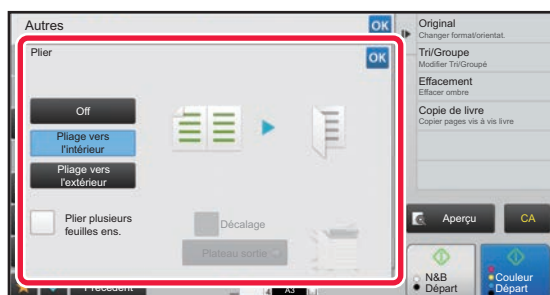 Autres
OK
Plier
OK
Off
Pliage vers
l'intérieur
Pliage vers
l'extérieur
Plier plusieurs
feuilles ens.
Décalage
Plateau sortie
Précédent
4
A3
Original
Changer format/orientat.
Tri/Groupe
Modifier Tri/Groupé
Effacement
Effacer ombre
Copie de livre
Copier pages vis à vis livre
Aperçu
CA
N&B
Départ
Couleur
Départ